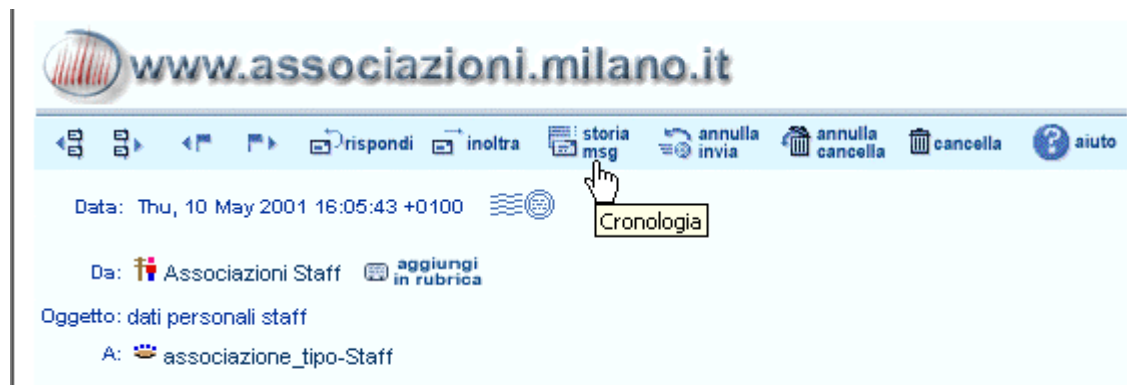 www.associazioni.milano.it
rispondi inoltra storia msg annulla invia annulla cancella cancella aiuto
Cronologia
Data: Thu, 10 May 2001 16:05:43 +0100
Da: Associazioni Staff aggiungi in rubrica
Oggetto: dati personali staff
A: associazione_tipo-Staff